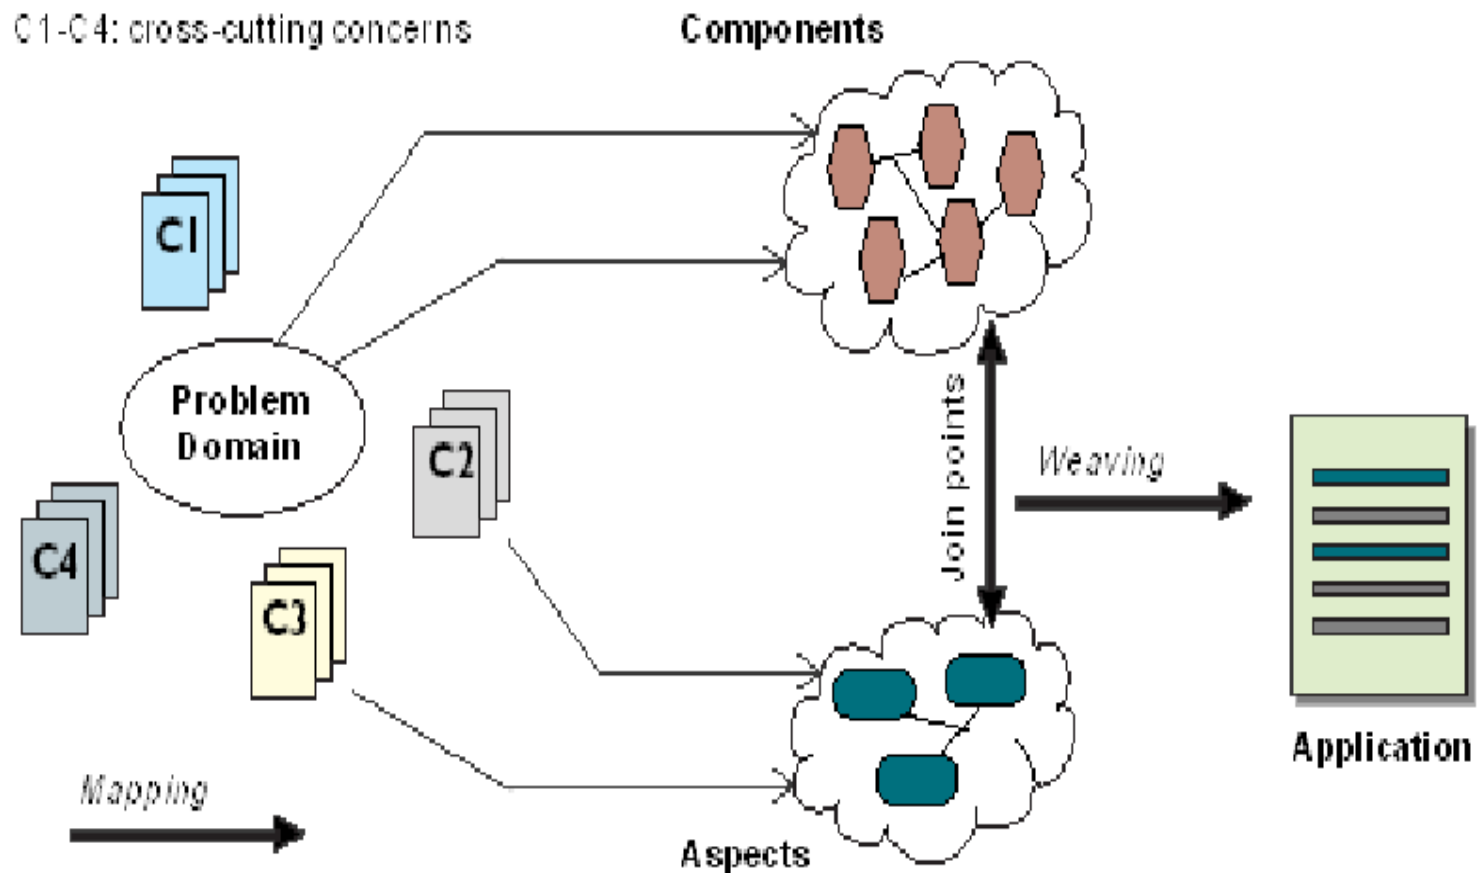 C1-C4: cross-cutting concerns
Components
C1
Problem
Domain
C2
C4
C3
Join points
Weaving
Application
Mapping
Aspects